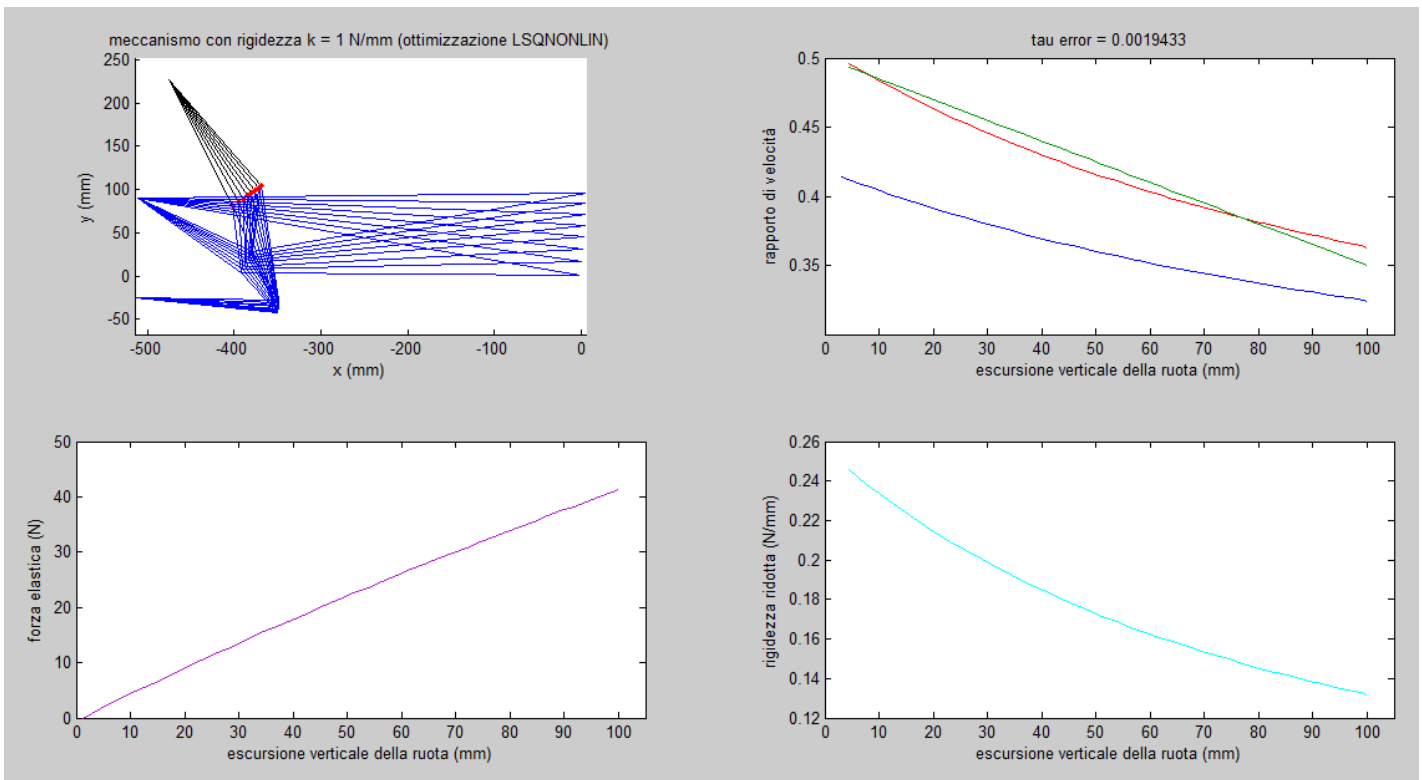 meccanismo con rigidezza k = 1 N/mm (ottimizzazione LSQNONLIN)
250
200
150
100
50
0
-50
y (mm)
-500 -400 -300 -200 -100 0
x (mm)
tau error = 0.0019433
0.5
0.45
0.4
0.35
rapporto di velocità
0 10 20 30 40 50 60 70 80 90 100
escursione verticale della ruota (mm)
50
40
30
20
10
0
forza elastica (N)
0 10 20 30 40 50 60 70 80 90 100
escursione verticale della ruota (mm)
0.26
0.24
0.22
0.2
0.18
0.16
0.14
0.12
rigidezza ridotta (N/mm)
0 10 20 30 40 50 60 70 80 90 100
escursione verticale della ruota (mm)